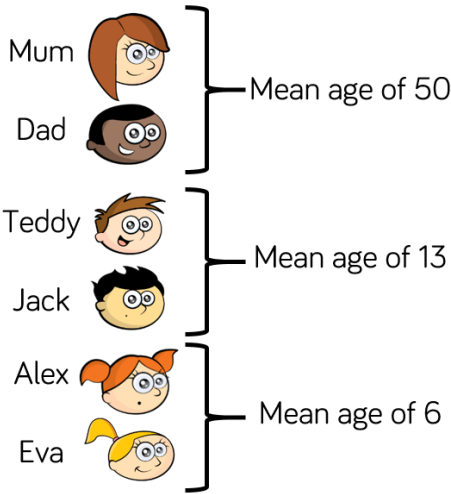 Mum
Dad
Mean age of 50
Teddy
Jack
Mean age of 13
Alex
Eva
Mean age of 6